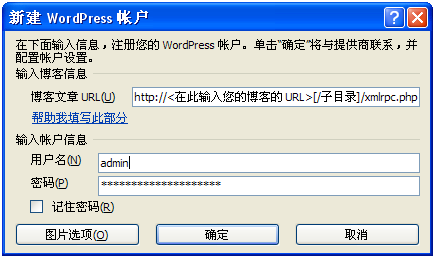 新建 WordPress 帐户
在下面输入信息，注册您的 WordPress 帐户。单击“确定”将与提供商联系，并
配置帐户设置。
输入博客信息
博客文章 URL(U) http://<在此输入您的博客的 URL>[/子目录]/xmlrpc.php
帮助我填写此部分
输入帐户信息
用户名(N) admin
密码(P) ********************
记住密码(R)
图片选项(O) 确定 取消